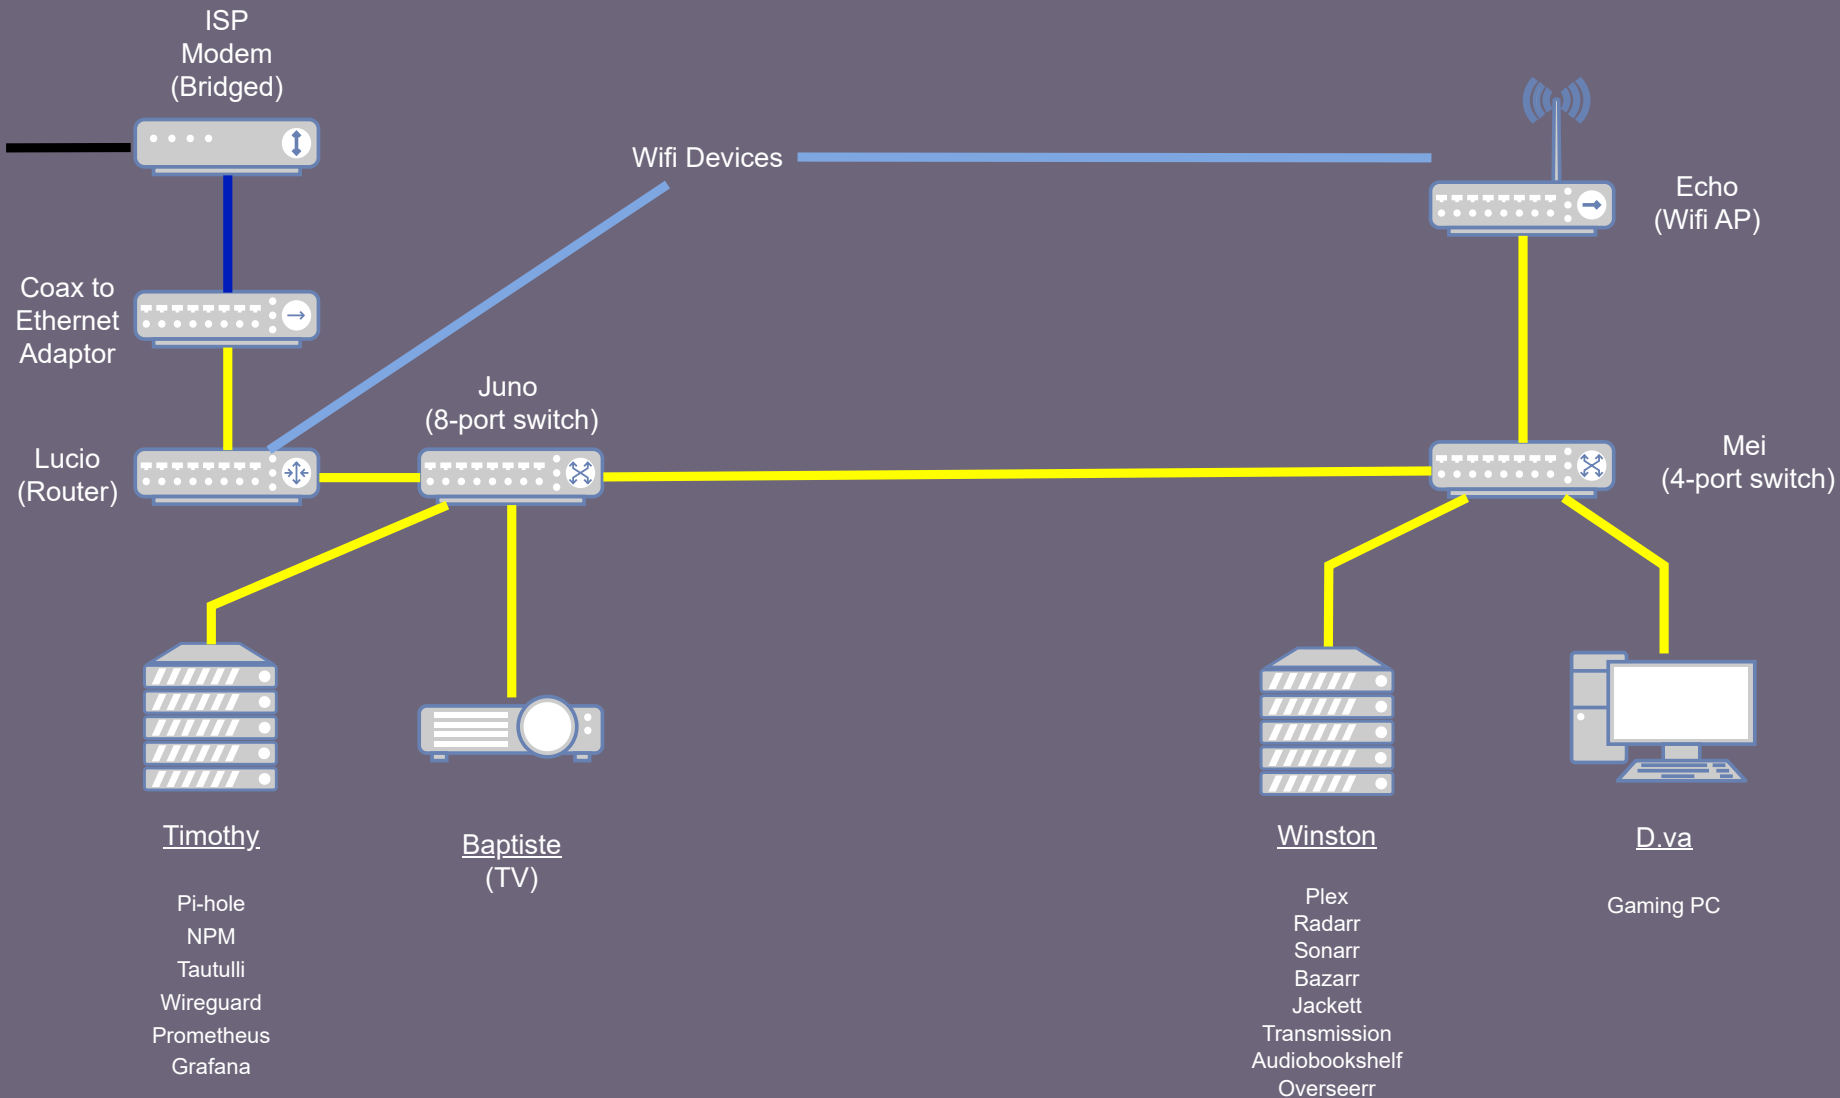 ISP
Modem
(Bridged)
Wifi Devices
Echo
(Wifi AP)
Coax to
Ethernet
Adaptor
Juno
(8-port switch)
Lucio
(Router)
Mei
(4-port switch)
Timothy
Pi-hole
NPM
Tautulli
Wireguard
Prometheus
Grafana
Baptiste
(TV)
Winston
Plex
Radarr
Sonarr
Bazarr
Jackett
Transmission
Audiobookshelf
Overseerr
D.va
Gaming PC